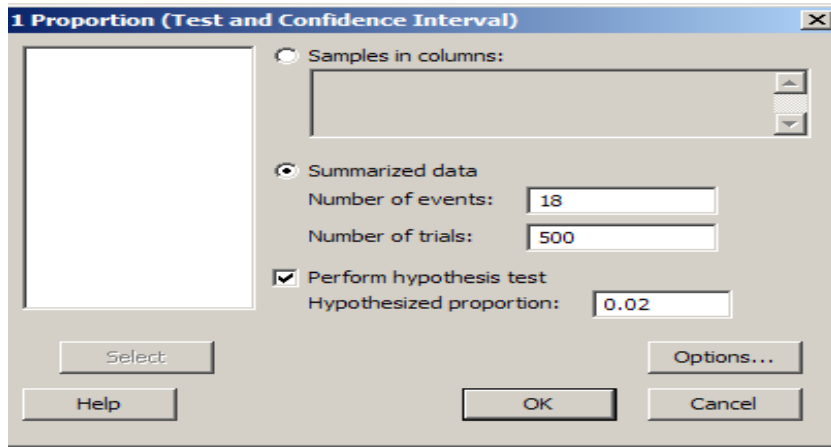 1 Proportion (Test and Confidence Interval)
Samples in columns:
Summarized data
Number of events: 18
Number of trials: 500
Perform hypothesis test
Hypothesized proportion: 0.02
Select
Options...
Help
OK
Cancel